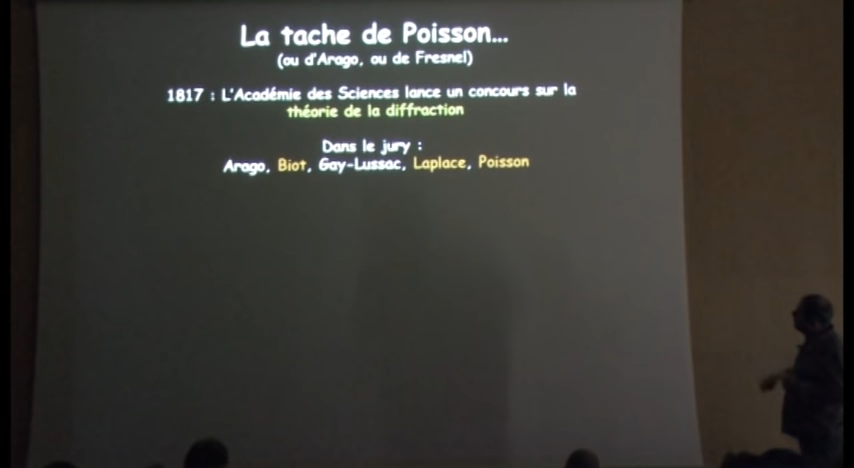 La tache de Poisson...
(ou d'Arago, ou de Fresnel)
1817 : L'Académie des Sciences lance un concours sur la
théorie de la diffraction
Dans le jury :
Arago, Biot, Gay-Lussac, Laplace, Poisson